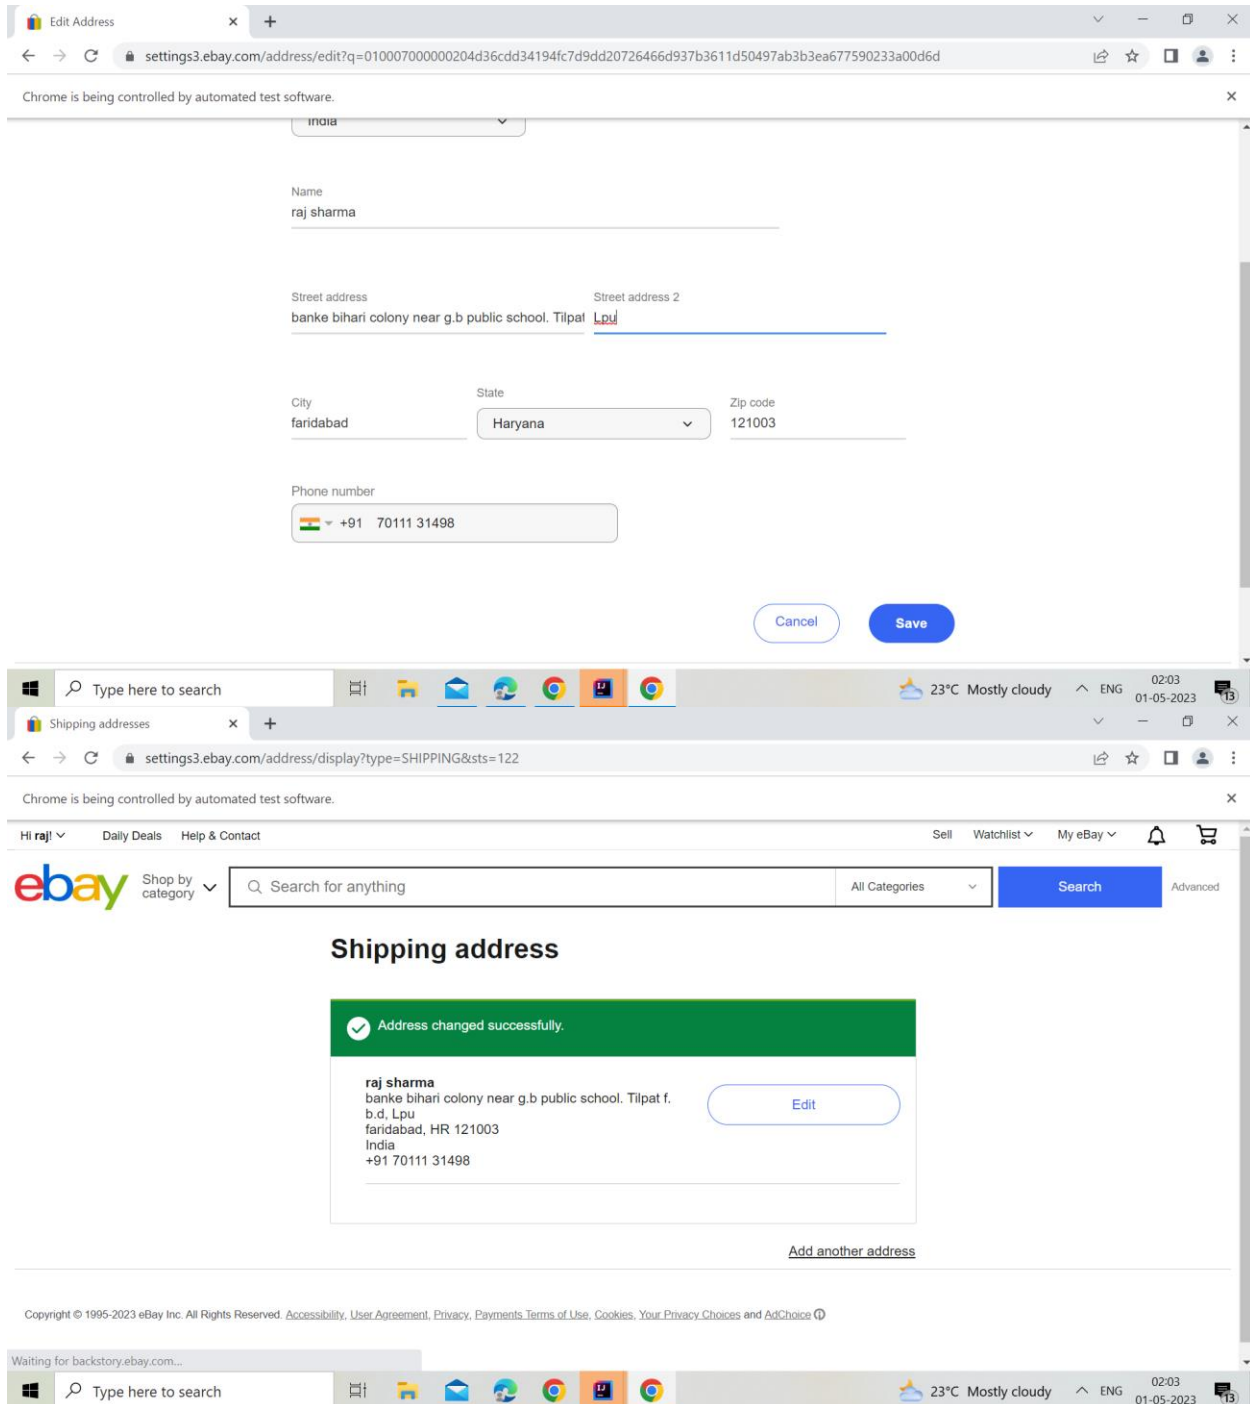 Edit Address
settings3.ebay.com/address/edit?q=010007000000204d36cdd34194fc7d9dd20726466d937b3611d50497ab3b3ea677590233a00d6d
Chrome is being controlled by automated test software.
India
Name
raj sharma
Street address Street address 2
banke bihari colony near g.b public school. Tilpat Lpu
City State Zip code
faridabad Haryana 121003
Phone number
+91 70111 31498
Cancel Save
Type here to search 23°C Mostly cloudy ENG 02:03
01-05-2023 13
Shipping addresses
settings3.ebay.com/address/display?type=SHIPPING&sts=122
Chrome is being controlled by automated test software.
Hi raj! Daily Deals Help & Contact Sell Watchlist My eBay
ebay Shop by category Search for anything All Categories Search Advanced
Shipping address
Address changed successfully.
raj sharma
banke bihari colony near g.b public school. Tilpat f.
b.d, Lpu
faridabad, HR 121003
India
+91 70111 31498
Edit
Add another address
Copyright © 1995-2023 eBay Inc. All Rights Reserved. Accessibility, User Agreement, Privacy, Payments Terms of Use, Cookies, Your Privacy Choices and AdChoice
Waiting for backstory.ebay.com...
Type here to search 23°C Mostly cloudy ENG 02:03
01-05-2023 13